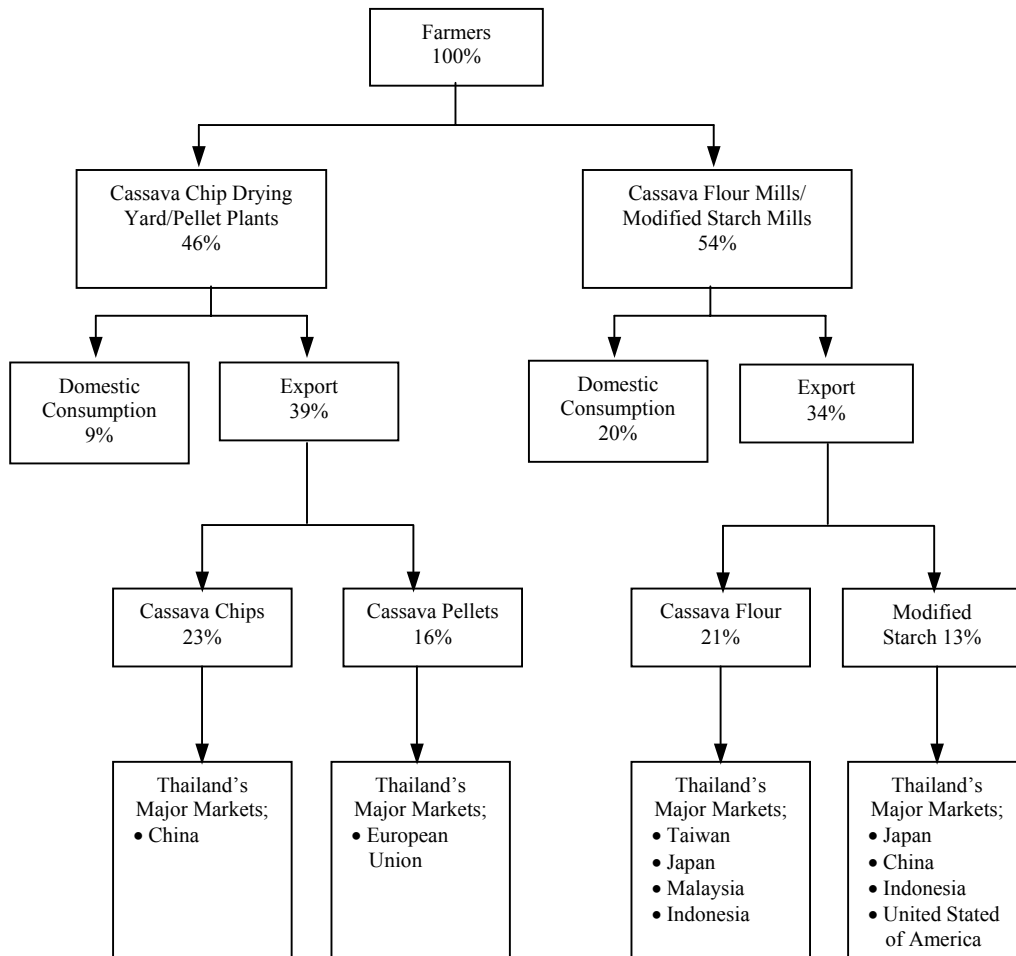 Farmers
100%
Cassava Chip Drying
Yard/Pellet Plants
46%
Cassava Flour Mills/
Modified Starch Mills
54%
Domestic
Consumption
9%
Export
39%
Domestic
Consumption
20%
Export
34%
Cassava Chips
23%
Cassava Pellets
16%
Cassava Flour
21%
Modified
Starch 13%
Thailand's
Major Markets;
• China
Thailand's
Major Markets;
• European
Union
Thailand's
Major Markets;
• Taiwan
• Japan
• Malaysia
• Indonesia
Thailand's
Major Markets;
• Japan
• China
• Indonesia
• United Stated
of America